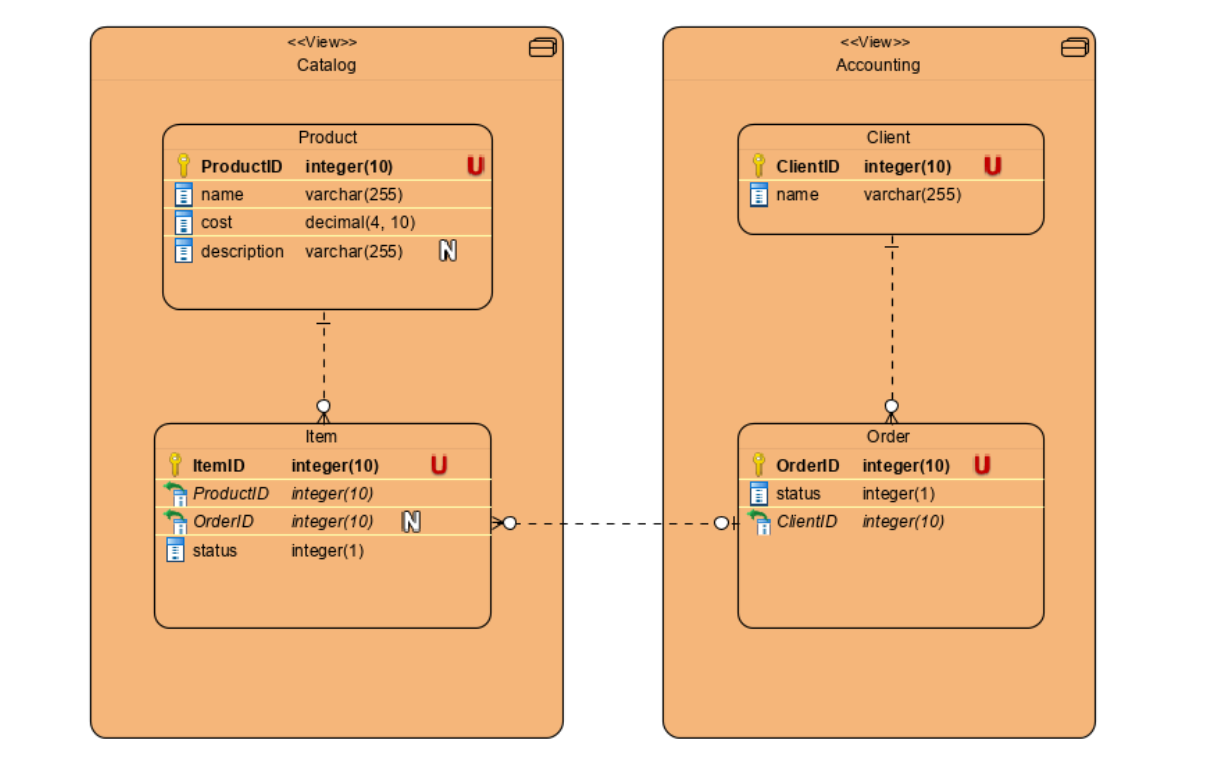 <<View>>
Catalog
Product
ProductID integer(10) U
name varchar(255)
cost decimal(4, 10)
description varchar(255) N
Item
ItemID integer(10) U
ProductID integer(10)
OrderID integer(10) N
status integer(1)
<<View>>
Accounting
Client
ClientID integer(10) U
name varchar(255)
Order
OrderID integer(10) U
status integer(1)
ClientID integer(10)